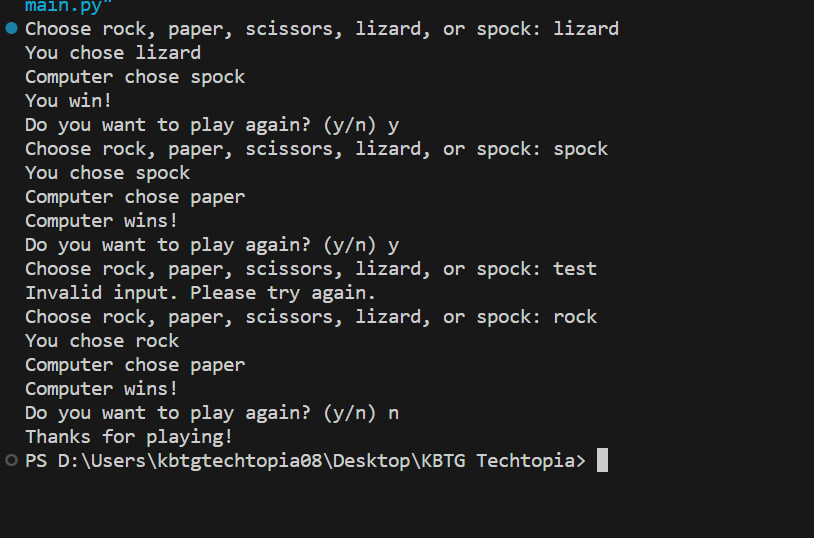 main.py"
Choose rock, paper, scissors, lizard, or spock: lizard
You chose lizard
Computer chose spock
You win!
Do you want to play again? (y/n) y
Choose rock, paper, scissors, lizard, or spock: spock
You chose spock
Computer chose paper
Computer wins!
Do you want to play again? (y/n) y
Choose rock, paper, scissors, lizard, or spock: test
Invalid input. Please try again.
Choose rock, paper, scissors, lizard, or spock: rock
You chose rock
Computer chose paper
Computer wins!
Do you want to play again? (y/n) n
Thanks for playing!
PS D:\Users\kbtgtechtopia08\Desktop\KBTG Techtopia>